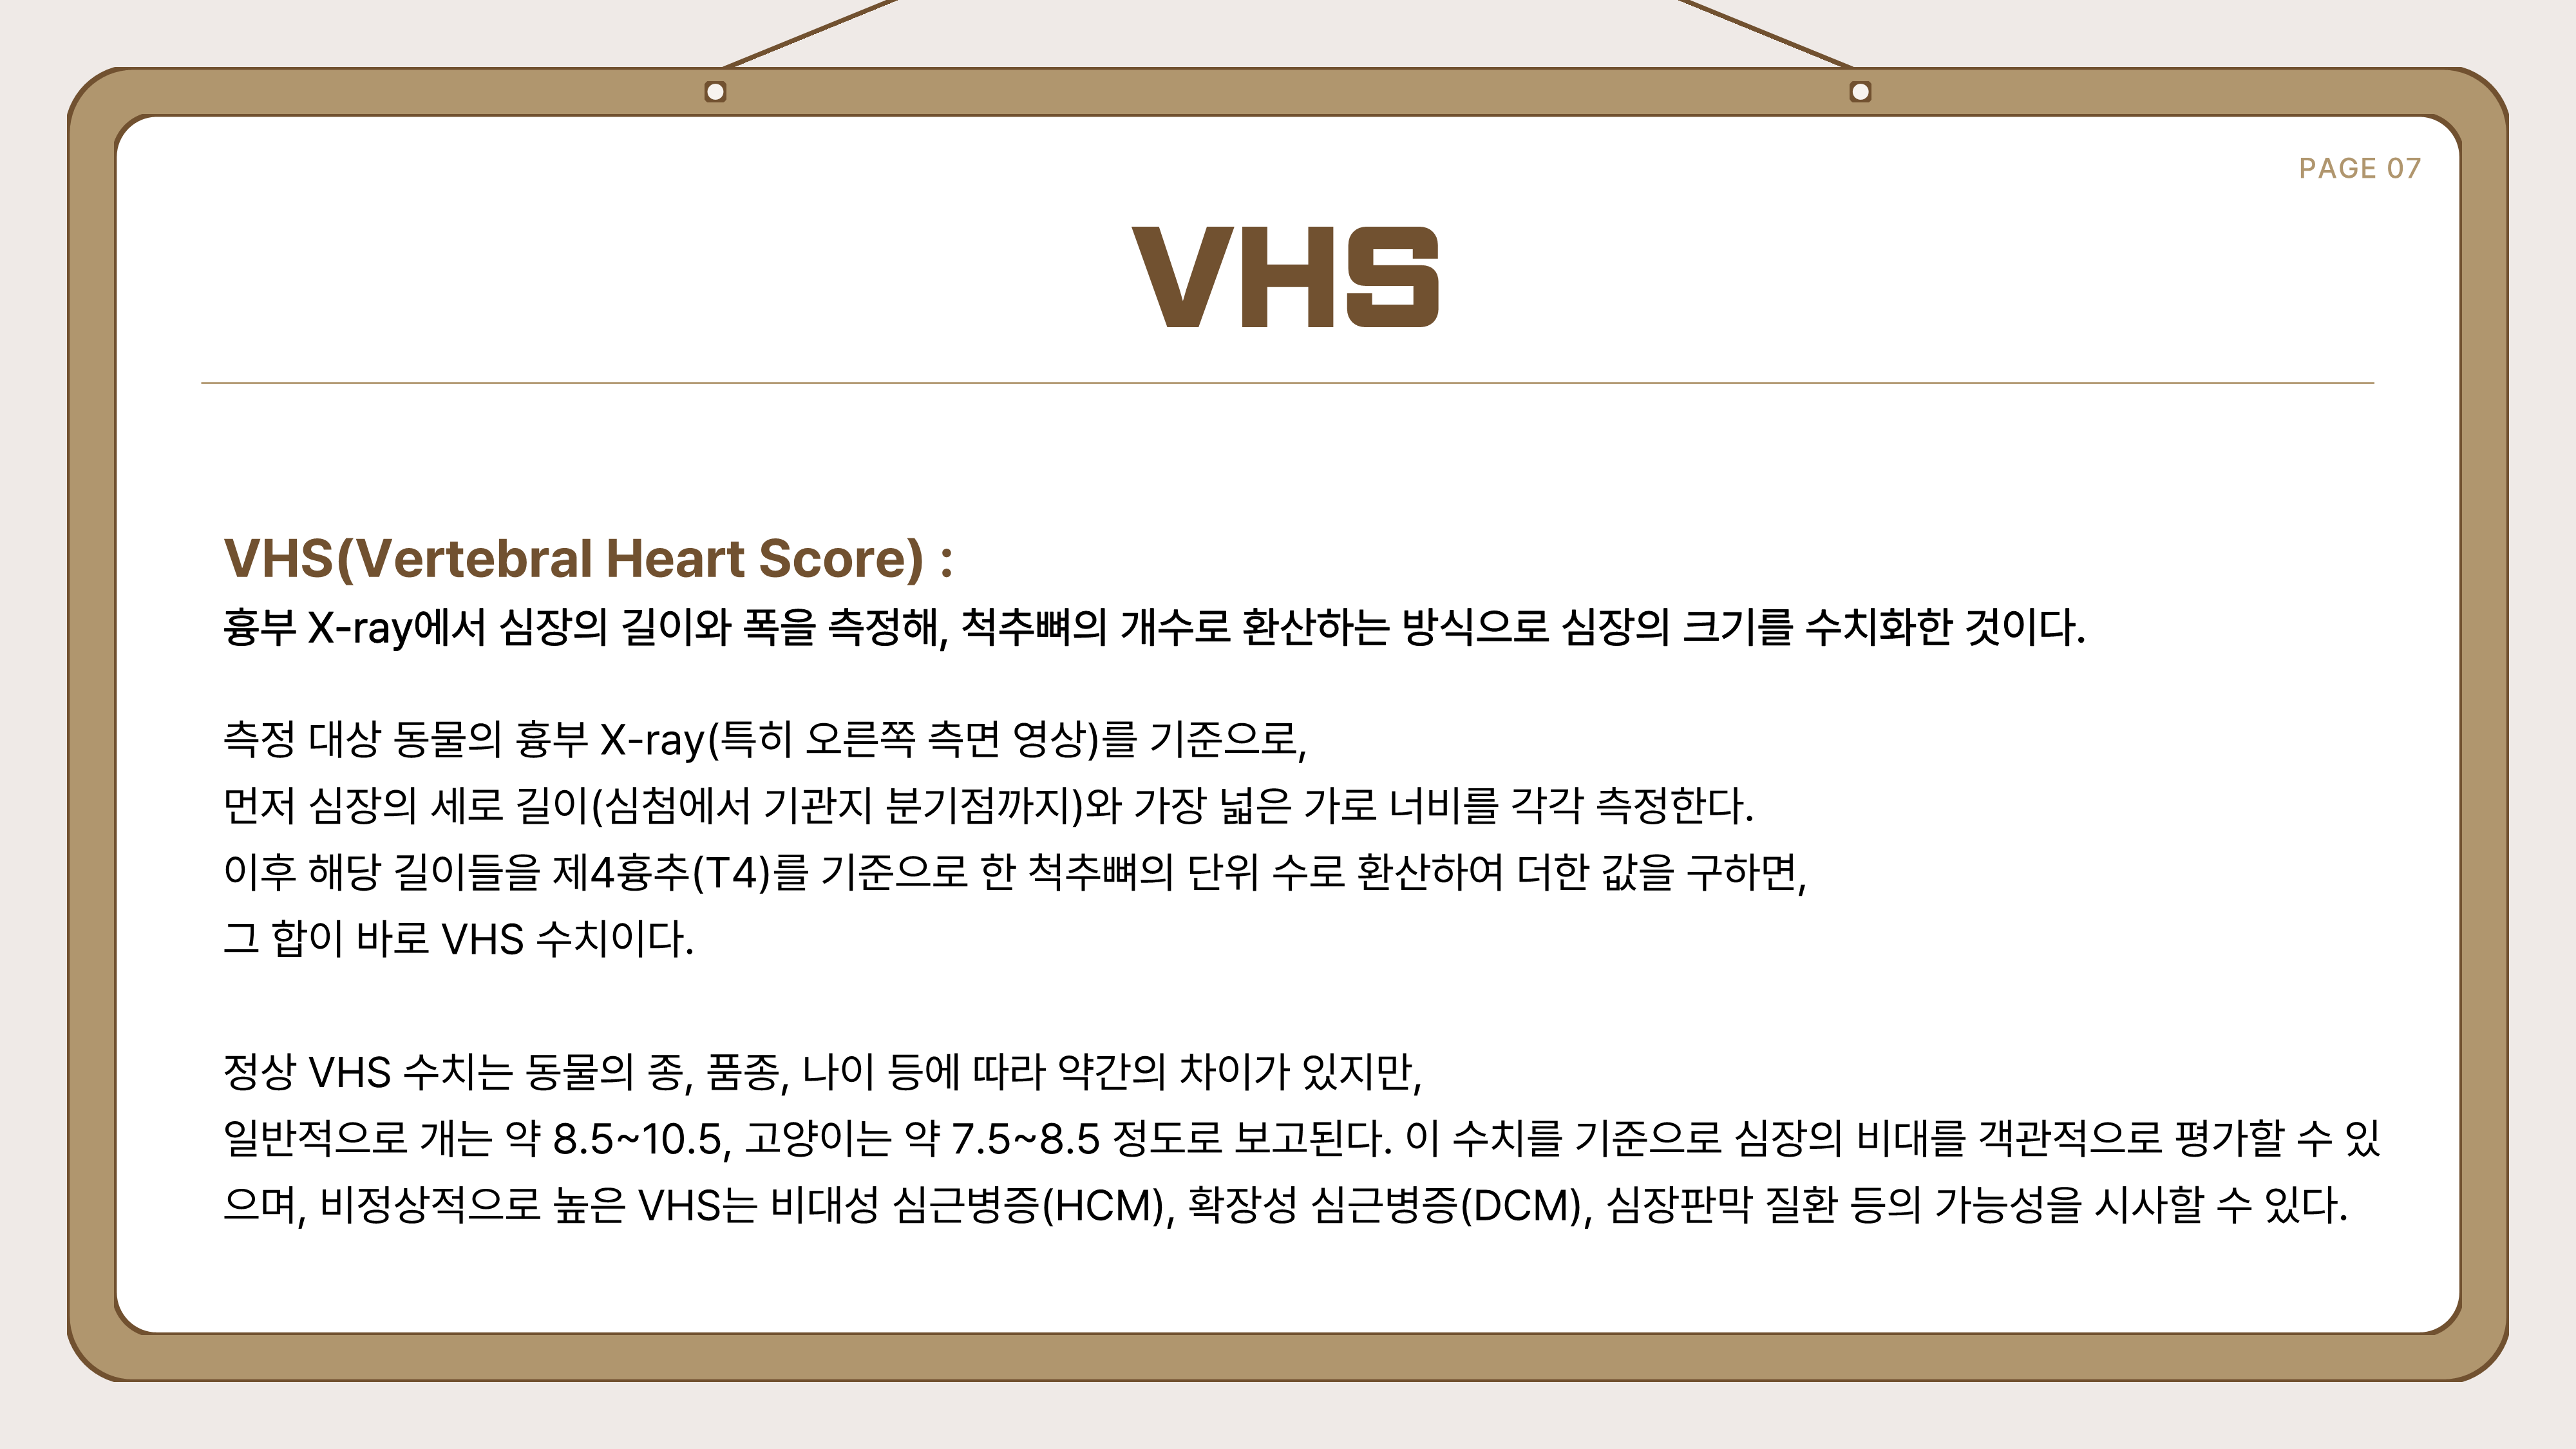 PAGE 07
VHS
VHS(Vertebral Heart Score) :
흉부 X-ray에서 심장의 길이와 폭을 측정해, 척추뼈의 개수로 환산하는 방식으로 심장의 크기를 수치화한 것이다.
측정 대상 동물의 흉부 X-ray(특히 오른쪽 측면 영상)를 기준으로,
먼저 심장의 세로 길이(심첨에서 기관지 분기점까지)와 가장 넓은 가로 너비를 각각 측정한다.
이후 해당 길이들을 제4흉추(T4)를 기준으로 한 척추뼈의 단위 수로 환산하여 더한 값을 구하면,
그 합이 바로 VHS 수치이다.
정상 VHS 수치는 동물의 종, 품종, 나이 등에 따라 약간의 차이가 있지만,
일반적으로 개는 약 8.5~10.5, 고양이는 약 7.5~8.5 정도로 보고된다. 이 수치를 기준으로 심장의 비대를 객관적으로 평가할 수 있
으며, 비정상적으로 높은 VHS는 비대성 심근병증(HCM), 확장성 심근병증(DCM), 심장판막 질환 등의 가능성을 시사할 수 있다.